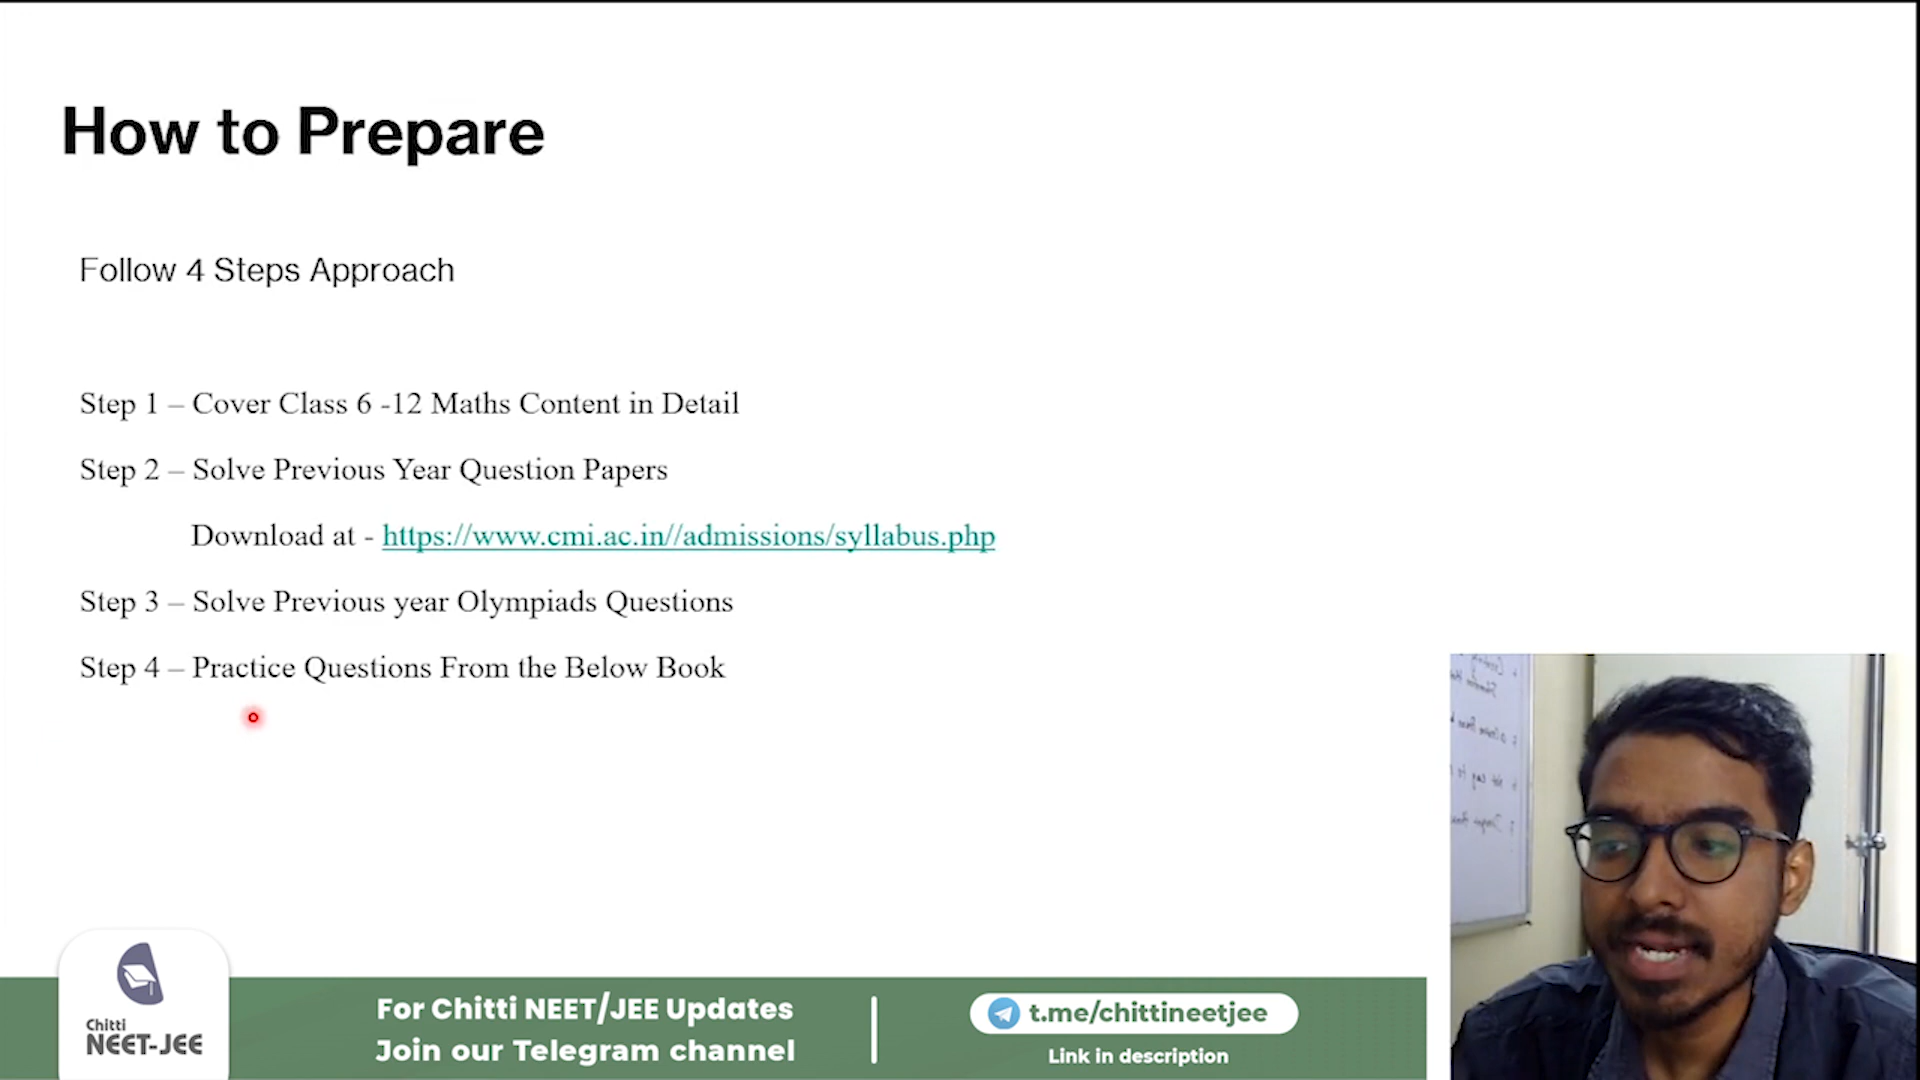 How to Prepare
Follow 4 Steps Approach
Step 1 – Cover Class 6 -12 Maths Content in Detail
Step 2 – Solve Previous Year Question Papers
Download at - https://www.cmi.ac.in//admissions/syllabus.php
Step 3 – Solve Previous year Olympiads Questions
Step 4 – Practice Questions From the Below Book
Chitti
NEET-JEE
For Chitti NEET/JEE Updates
Join our Telegram channel
t.me/chittineetjee
Link in description